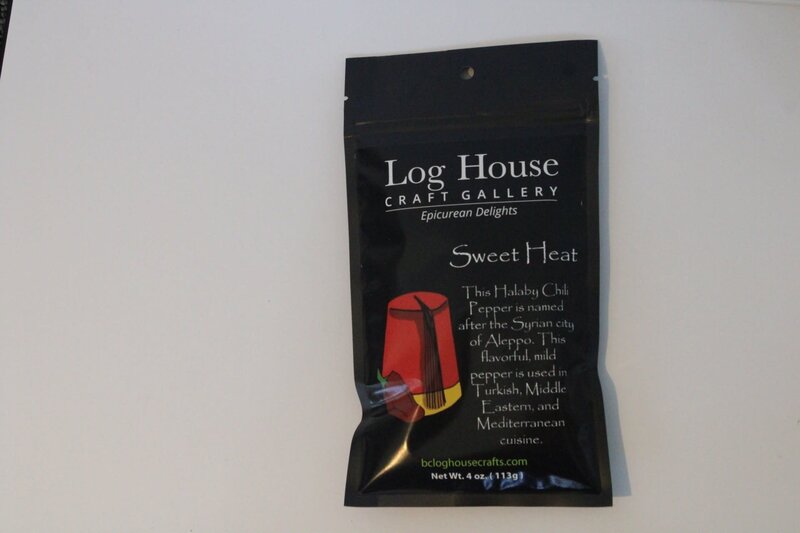 Log House
CRAFT GALLERY
Epicurean Delights
Sweet Heat
This Halaby Chili
Pepper is named
after the Syrian city
of Aleppo. This
flavorful, mild
pepper is used in
Turkish, Middle
Eastern, and
Mediterranean
cuisine.
bcloghousecrafts.com
Net Wt. 4 oz. ( 113g )